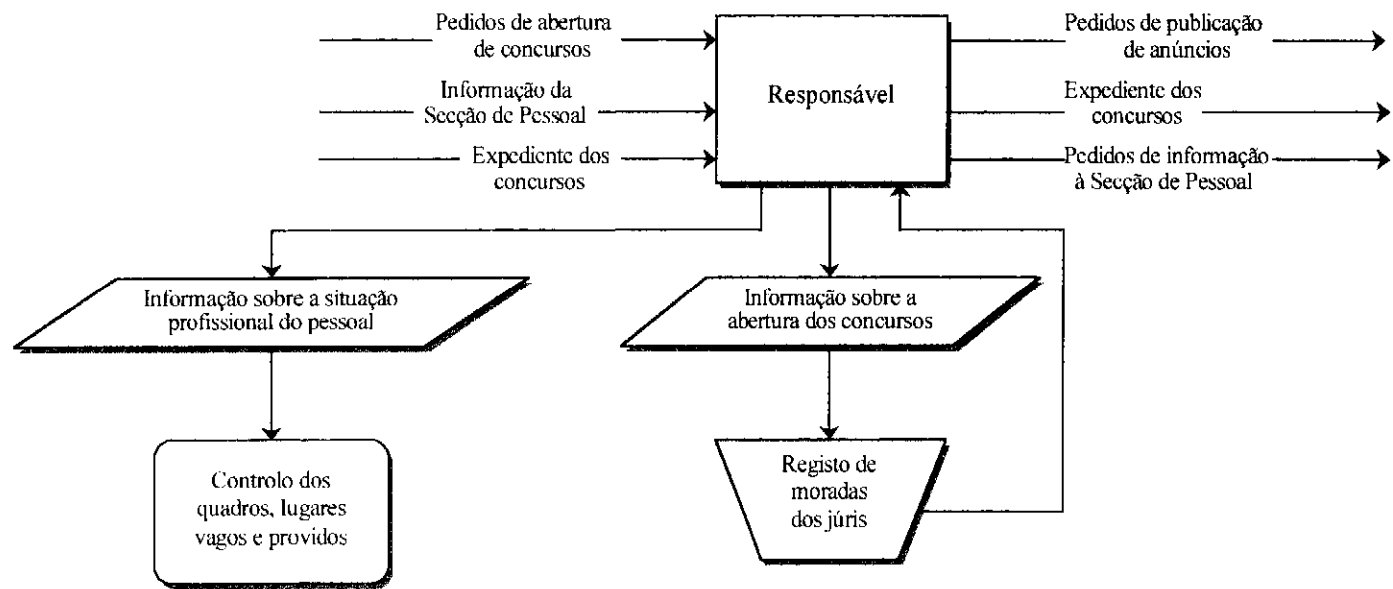 Pedidos de abertura
de concursos
Informação da
Secção de Pessoal
Expediente dos
concursos
Responsável
Pedidos de publicação
de anúncios
Expediente dos
concursos
Pedidos de informação
à Secção de Pessoal
Informação sobre a situação
profissional do pessoal
Informação sobre a
abertura dos concursos
Controlo dos
quadros, lugares
vagos e providos
Registo de
moradas
dos júris